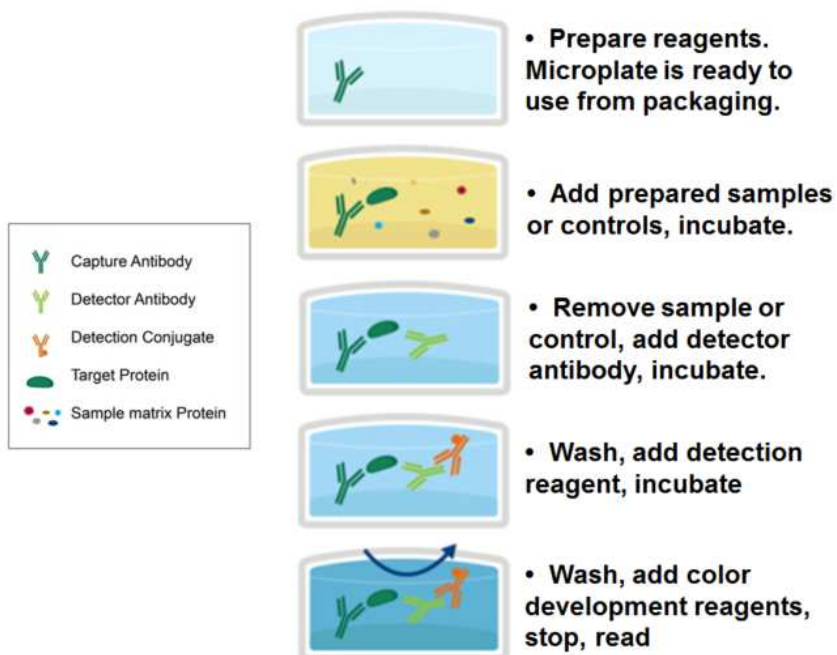 • Prepare reagents.
Microplate is ready to
use from packaging.
• Add prepared samples
or controls, incubate.
Capture Antibody
Detector Antibody
Detection Conjugate
Target Protein
Sample matrix Protein
• Remove sample or
control, add detector
antibody, incubate.
• Wash, add detection
reagent, incubate
• Wash, add color
development reagents,
stop, read